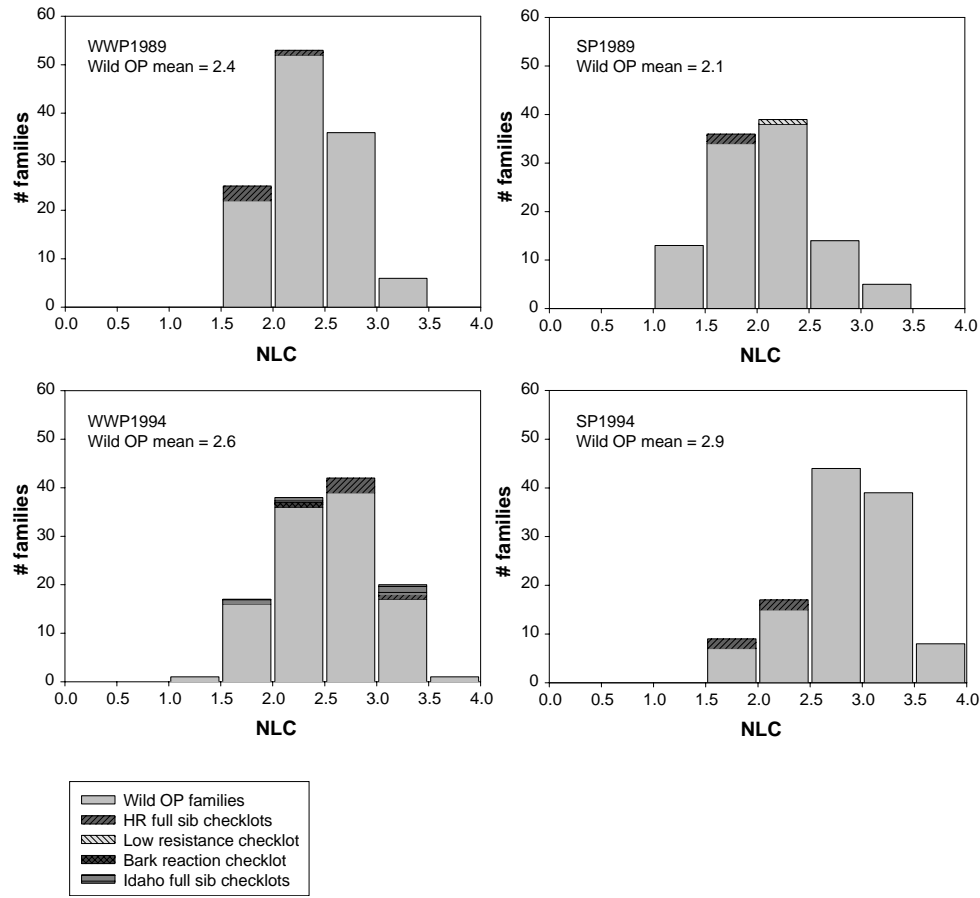 60
50
40
30
20
10
0
# families
WWP1989
Wild OP mean = 2.4
0.0 0.5 1.0 1.5 2.0 2.5 3.0 3.5 4.0
NLC
60
50
40
30
20
10
0
# families
SP1989
Wild OP mean = 2.1
0.0 0.5 1.0 1.5 2.0 2.5 3.0 3.5 4.0
NLC
60
50
40
30
20
10
0
# families
WWP1994
Wild OP mean = 2.6
0.0 0.5 1.0 1.5 2.0 2.5 3.0 3.5 4.0
NLC
60
50
40
30
20
10
0
# families
SP1994
Wild OP mean = 2.9
0.0 0.5 1.0 1.5 2.0 2.5 3.0 3.5 4.0
NLC
Wild OP families
HR full sib checklots
Low resistance checklot
Bark reaction checklot
Idaho full sib checklots